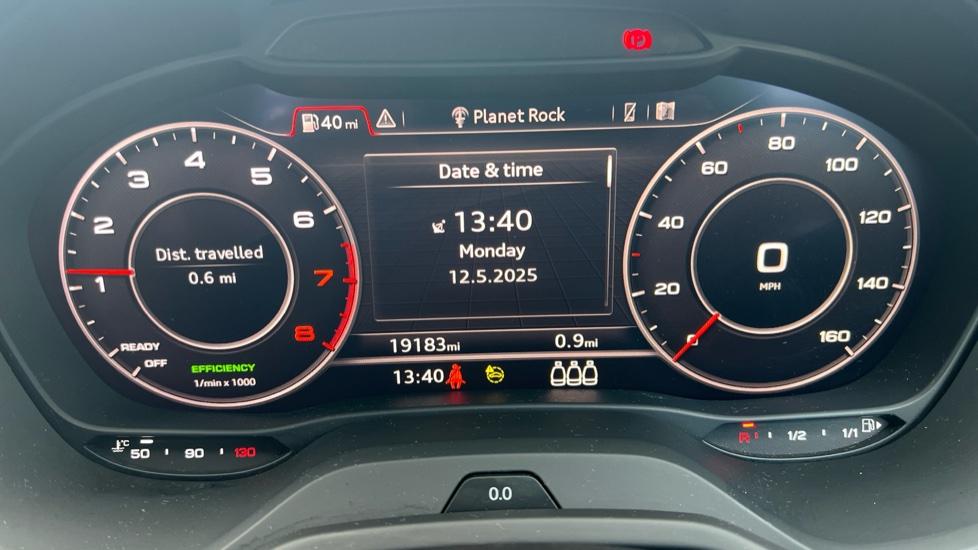 (P)
40 mi
Planet Rock
Date & time
13:40
Monday
12.5.2025
Dist. travelled
0.6 mi
1 2 3 4 5 6 7 8
READY
OFF
EFFICIENCY
1/min x 1000
0 20 40 60 80 100 120 140 160
0
MPH
19183mi
0.9mi
13:40
°C
50 90 130
R 1/2 1/1
0.0